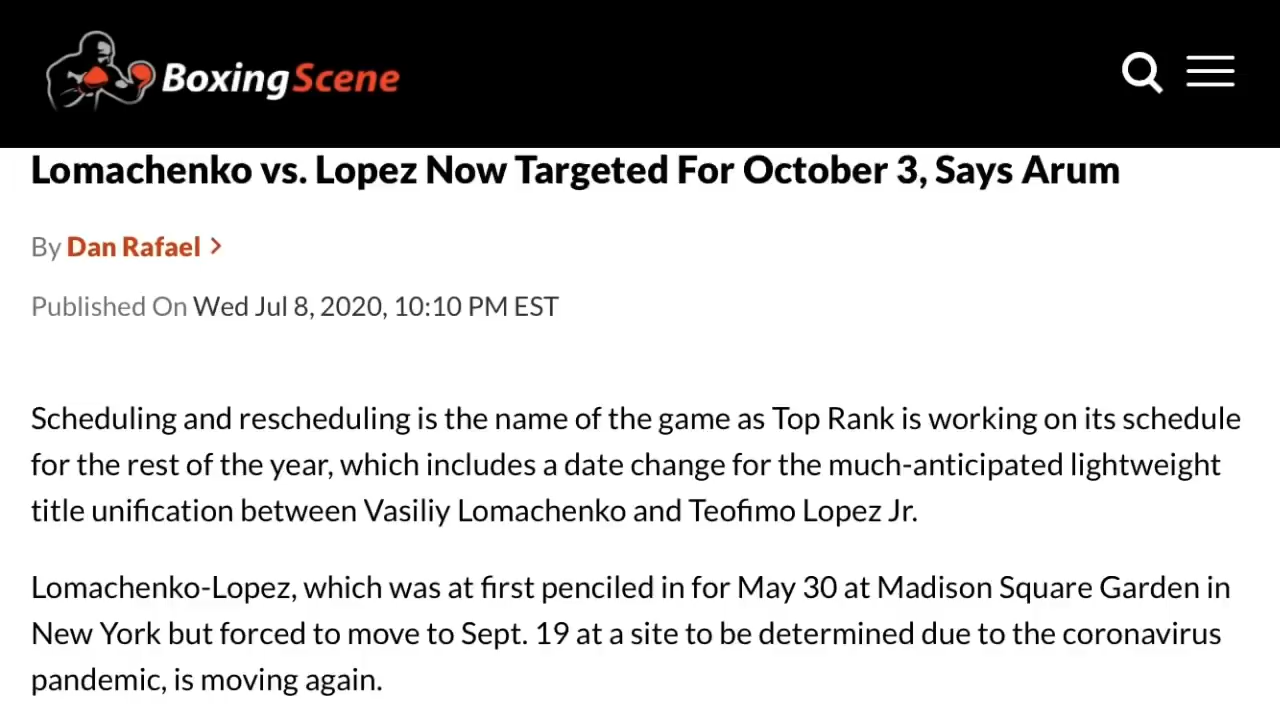 BoxingScene
Lomachenko vs. Lopez Now Targeted For October 3, Says Arum
By Dan Rafael >
Published On Wed Jul 8, 2020, 10:10 PM EST
Scheduling and rescheduling is the name of the game as Top Rank is working on its schedule
for the rest of the year, which includes a date change for the much-anticipated lightweight
title unification between Vasiliy Lomachenko and Teofimo Lopez Jr.
Lomachenko-Lopez, which was at first penciled in for May 30 at Madison Square Garden in
New York but forced to move to Sept. 19 at a site to be determined due to the coronavirus
pandemic, is moving again.